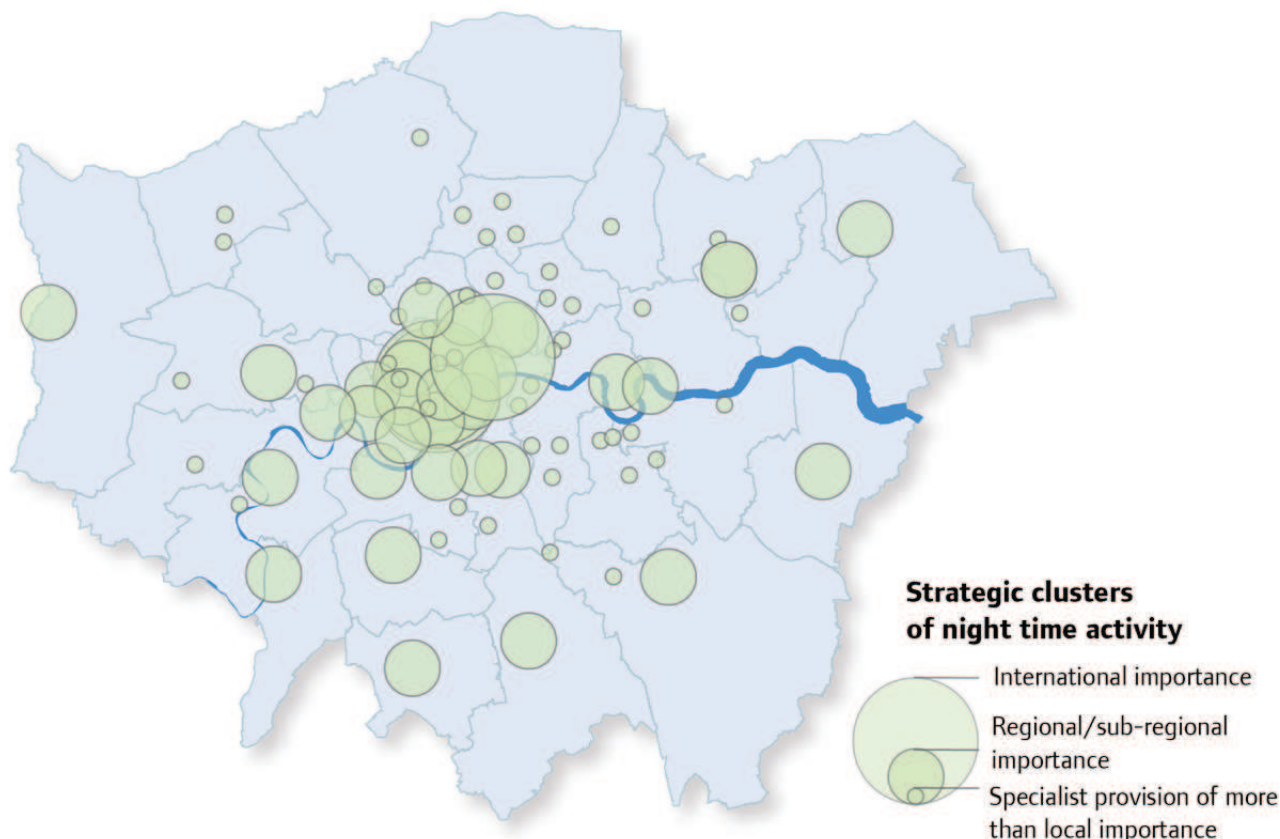 Strategic clusters
of night time activity
International importance
Regional/sub-regional
importance
Specialist provision of more
than local importance